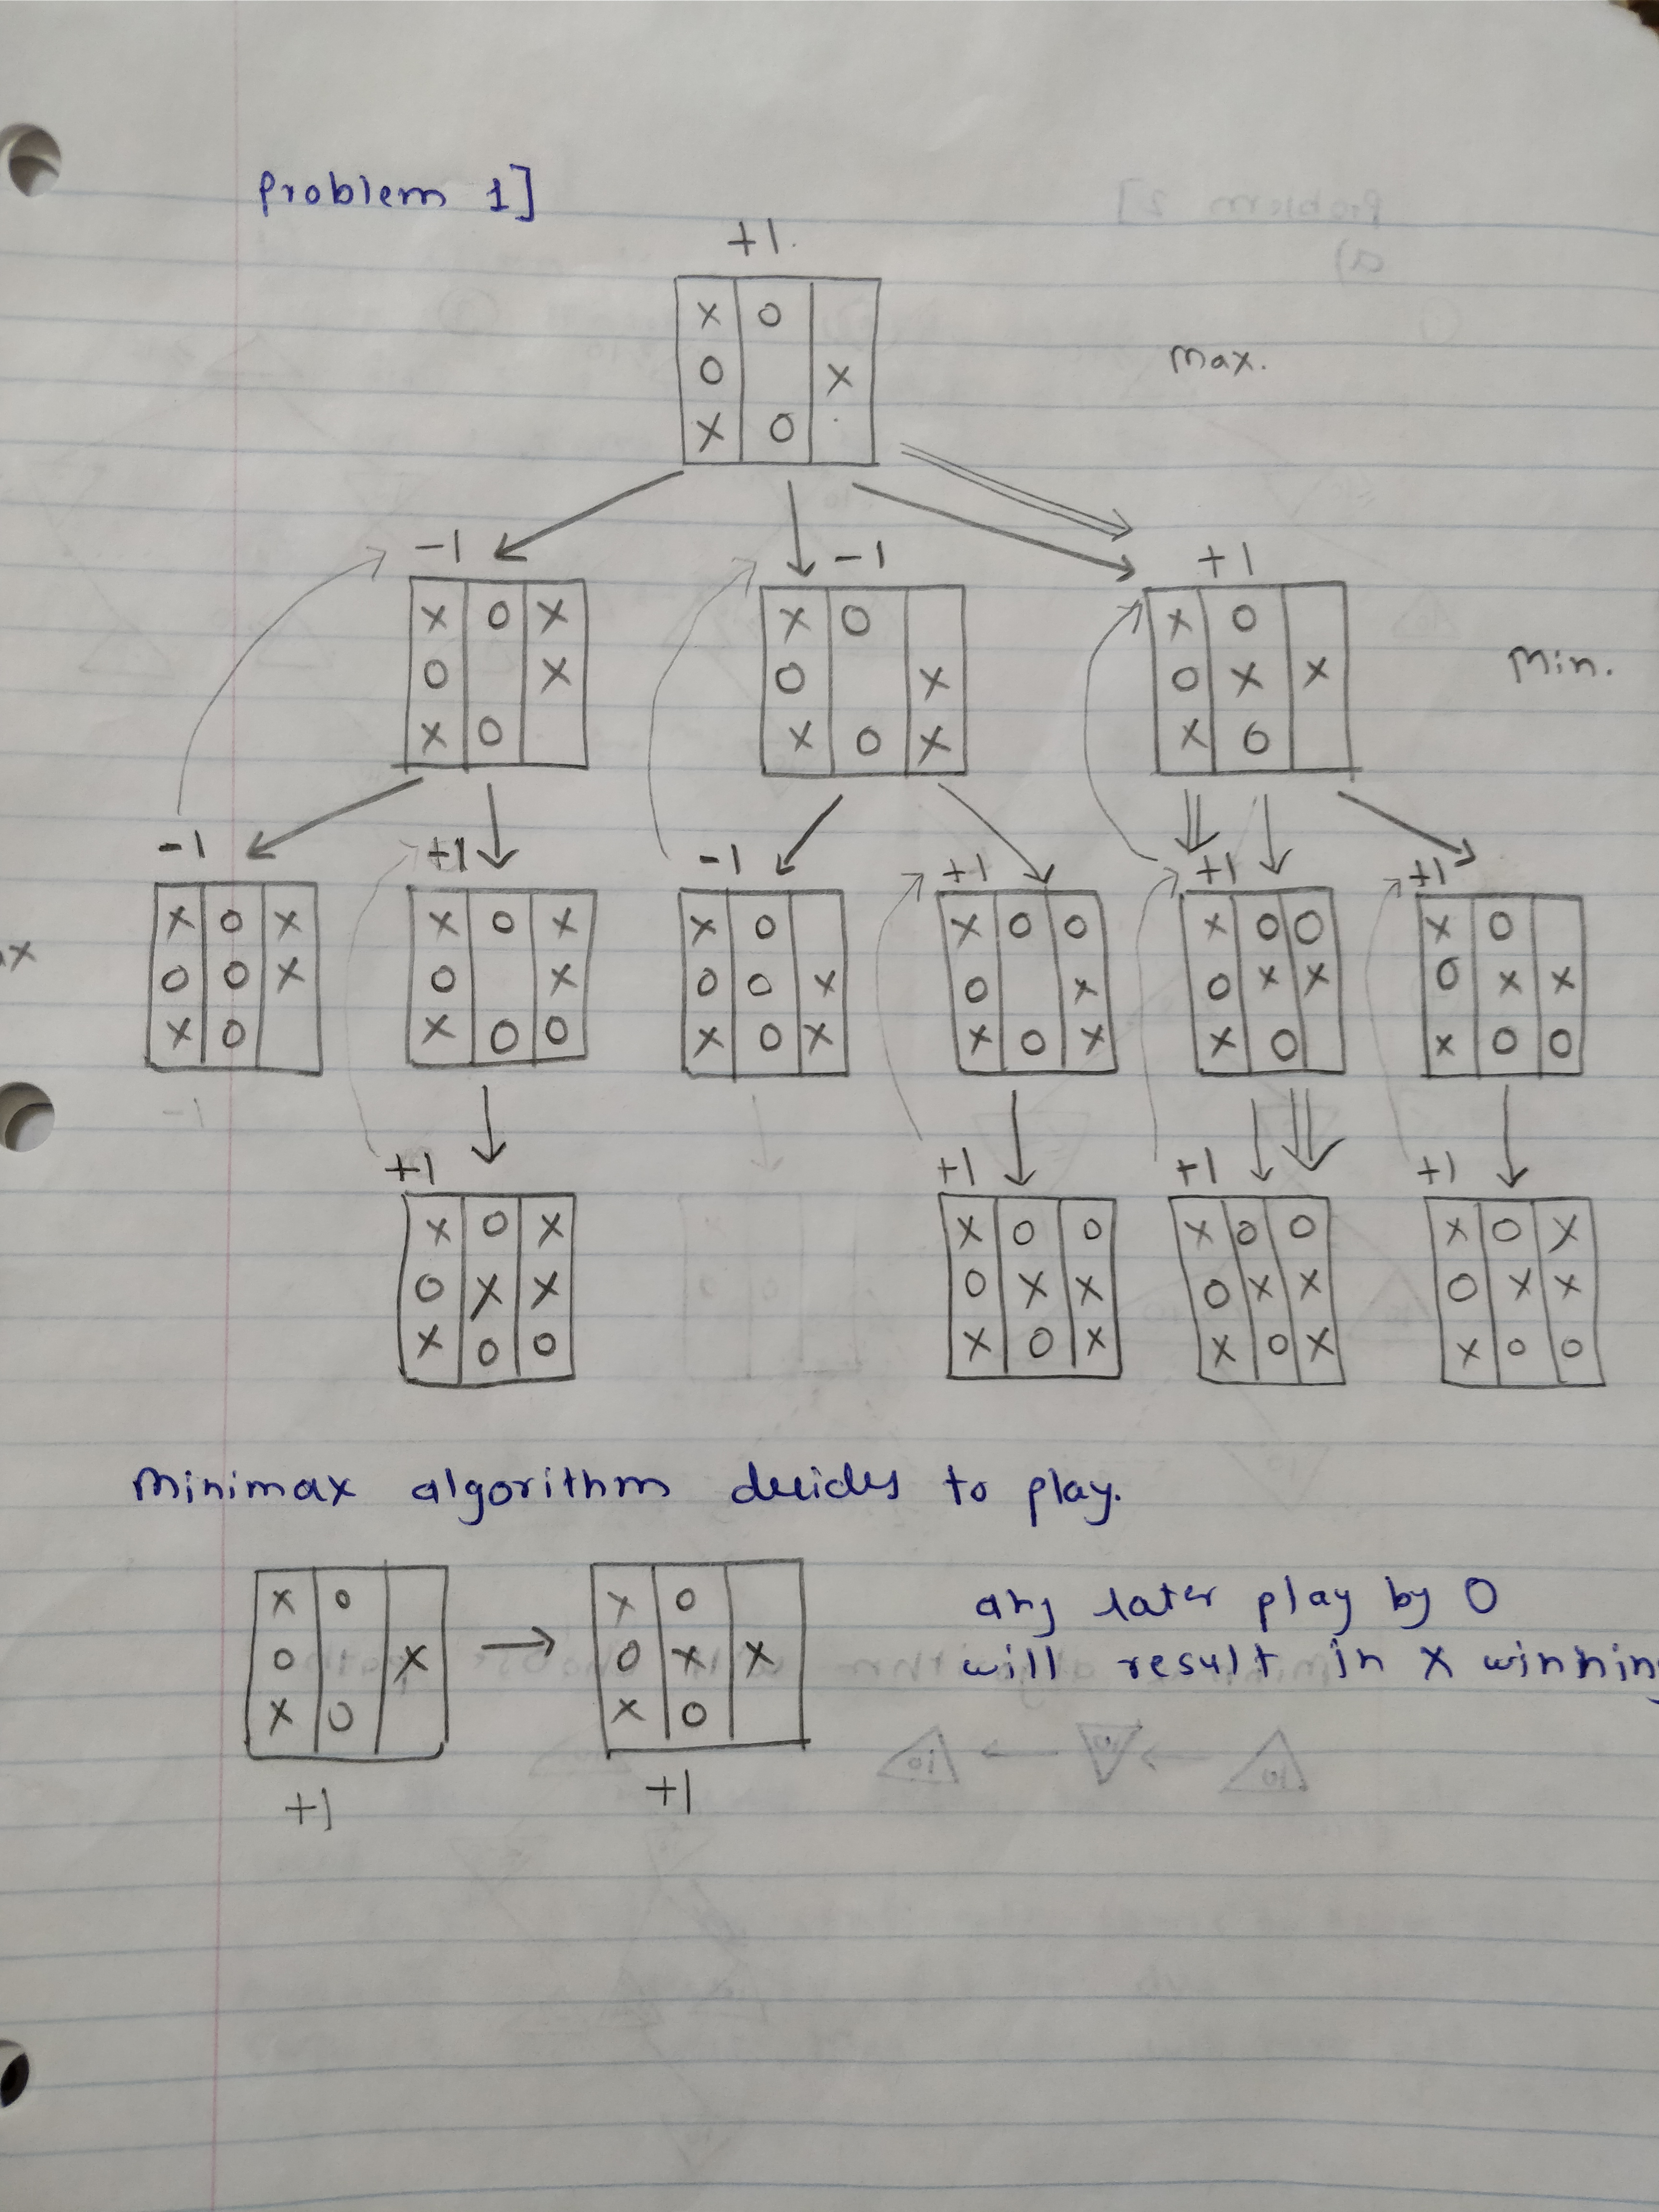 Problem 1]
+1
X O
O X
X O
Max.
-1 -1 +1
X O X X O X O
O X O X O X X
X O X O X X O
Min.
-1 +1 -1 +1 +1 +1
X O X X O X X O X O O X O O X O
O O X O X O O X O X O X X O X X
X O X O O X O X X O X X O X O O
+1 +1 +1 +1
X O X X O O X O O X O X
O X X O X X O X X O X X
X O O X O X X O X X O O
Minimax algorithm decides to play.
X O X O
O X O X X
X O X O
+1 +1
any later play by O
will result in X winning